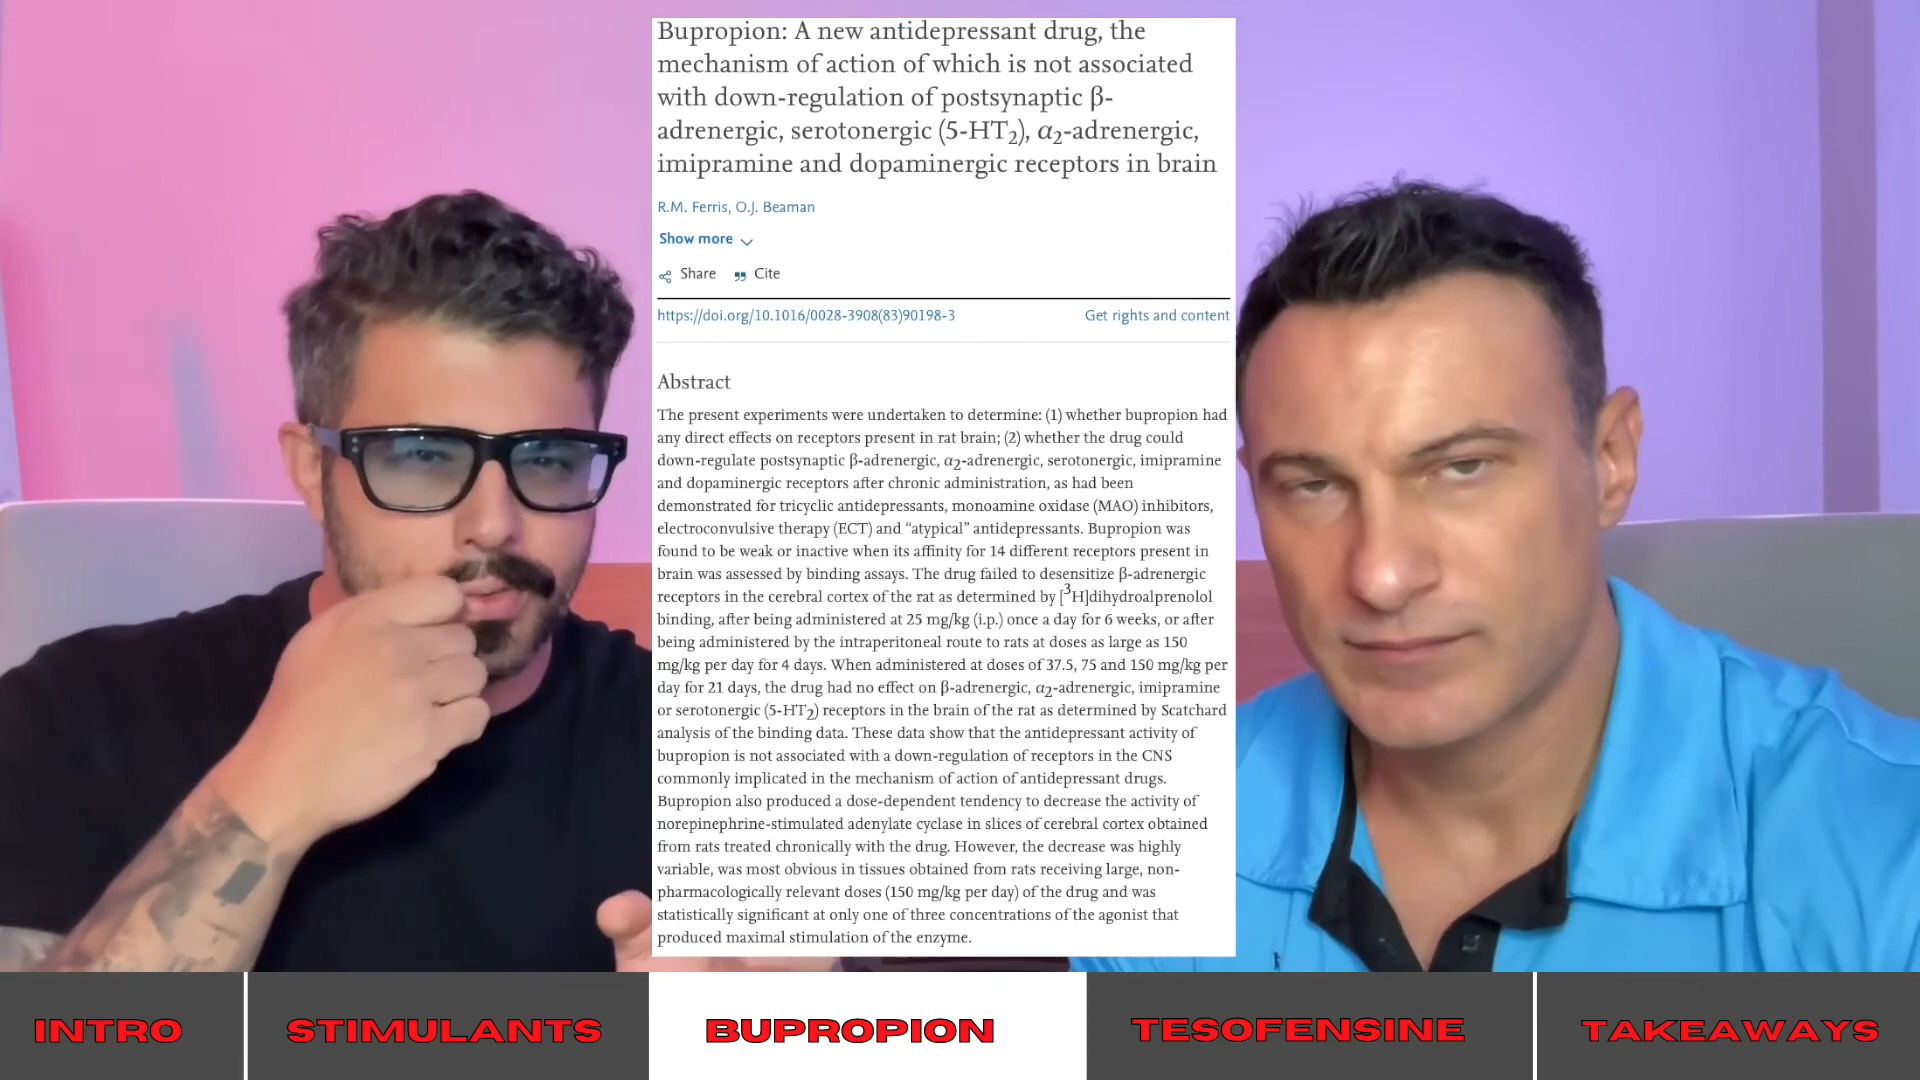 Bupropion: A new antidepressant drug, the
mechanism of action of which is not associated
with down-regulation of postsynaptic β-
adrenergic, serotonergic (5-HT₂), α₂-adrenergic,
imipramine and dopaminergic receptors in brain
R.M. Ferris, O.J. Beaman
Show more
Share Cite
https://doi.org/10.1016/0028-3908(83)90198-3 Get rights and content
Abstract
The present experiments were undertaken to determine: (1) whether bupropion had
any direct effects on receptors present in rat brain; (2) whether the drug could
down-regulate postsynaptic β-adrenergic, α₂-adrenergic, serotonergic, imipramine
and dopaminergic receptors after chronic administration, as had been
demonstrated for tricyclic antidepressants, monoamine oxidase (MAO) inhibitors,
electroconvulsive therapy (ECT) and “atypical” antidepressants. Bupropion was
found to be weak or inactive when its affinity for 14 different receptors present in
brain was assessed by binding assays. The drug failed to desensitize β-adrenergic
receptors in the cerebral cortex of the rat as determined by [³H]dihydroalprenolol
binding, after being administered at 25 mg/kg (i.p.) once a day for 6 weeks, or after
being administered by the intraperitoneal route to rats at doses as large as 150
mg/kg per day for 4 days. When administered at doses of 37.5, 75 and 150 mg/kg per
day for 21 days, the drug had no effect on β-adrenergic, α₂-adrenergic, imipramine
or serotonergic (5-HT₂) receptors in the brain of the rat as determined by Scatchard
analysis of the binding data. These data show that the antidepressant activity of
bupropion is not associated with a down-regulation of receptors in the CNS
commonly implicated in the mechanism of action of antidepressant drugs.
Bupropion also produced a dose-dependent tendency to decrease the activity of
norepinephrine-stimulated adenylate cyclase in slices of cerebral cortex obtained
from rats treated chronically with the drug. However, the decrease was highly
variable, was most obvious in tissues obtained from rats receiving large, non-
pharmacologically relevant doses (150 mg/kg per day) of the drug and was
statistically significant at only one of three concentrations of the agonist that
produced maximal stimulation of the enzyme.
INTRO STIMULANTS BUPROPION TESOFENSINE TAKEAWAYS